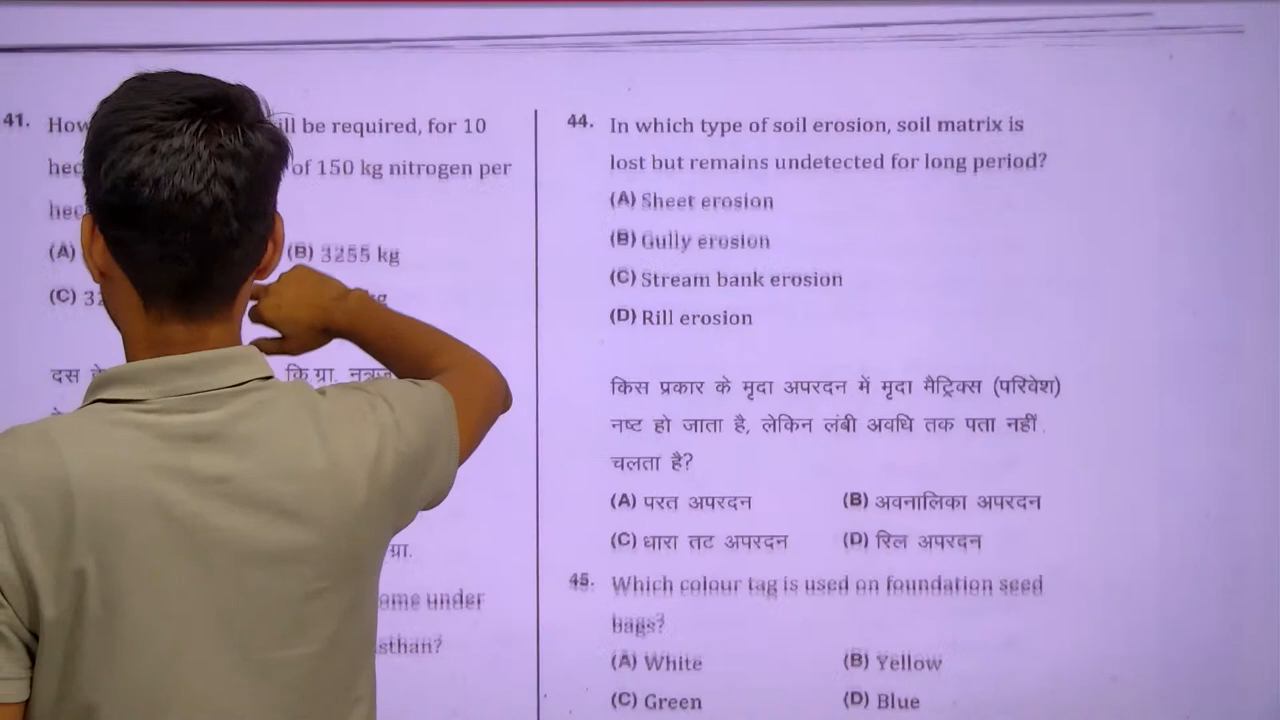 41. How ill be required, for 10
of 150 kg nitrogen per
(A) (B) 3255 kg
(C)
दस कि.ग्रा.
ग्रा.
under
44. In which type of soil erosion, soil matrix is
lost but remains undetected for long period?
(A) Sheet erosion
(B) Gully erosion
(C) Stream bank erosion
(D) Rill erosion
किस प्रकार के मृदा अपरदन में मृदा मैट्रिक्स (परिवेश)
नष्ट हो जाता है, लेकिन लंबी अवधि तक पता नहीं
चलता है?
(A) परत अपरदन (B) अवनालिका अपरदन
(C) धारा तट अपरदन (D) रिल अपरदन
45. Which colour tag is used on foundation seed
bags?
(A) White (B) Yellow
(C) Green (D) Blue